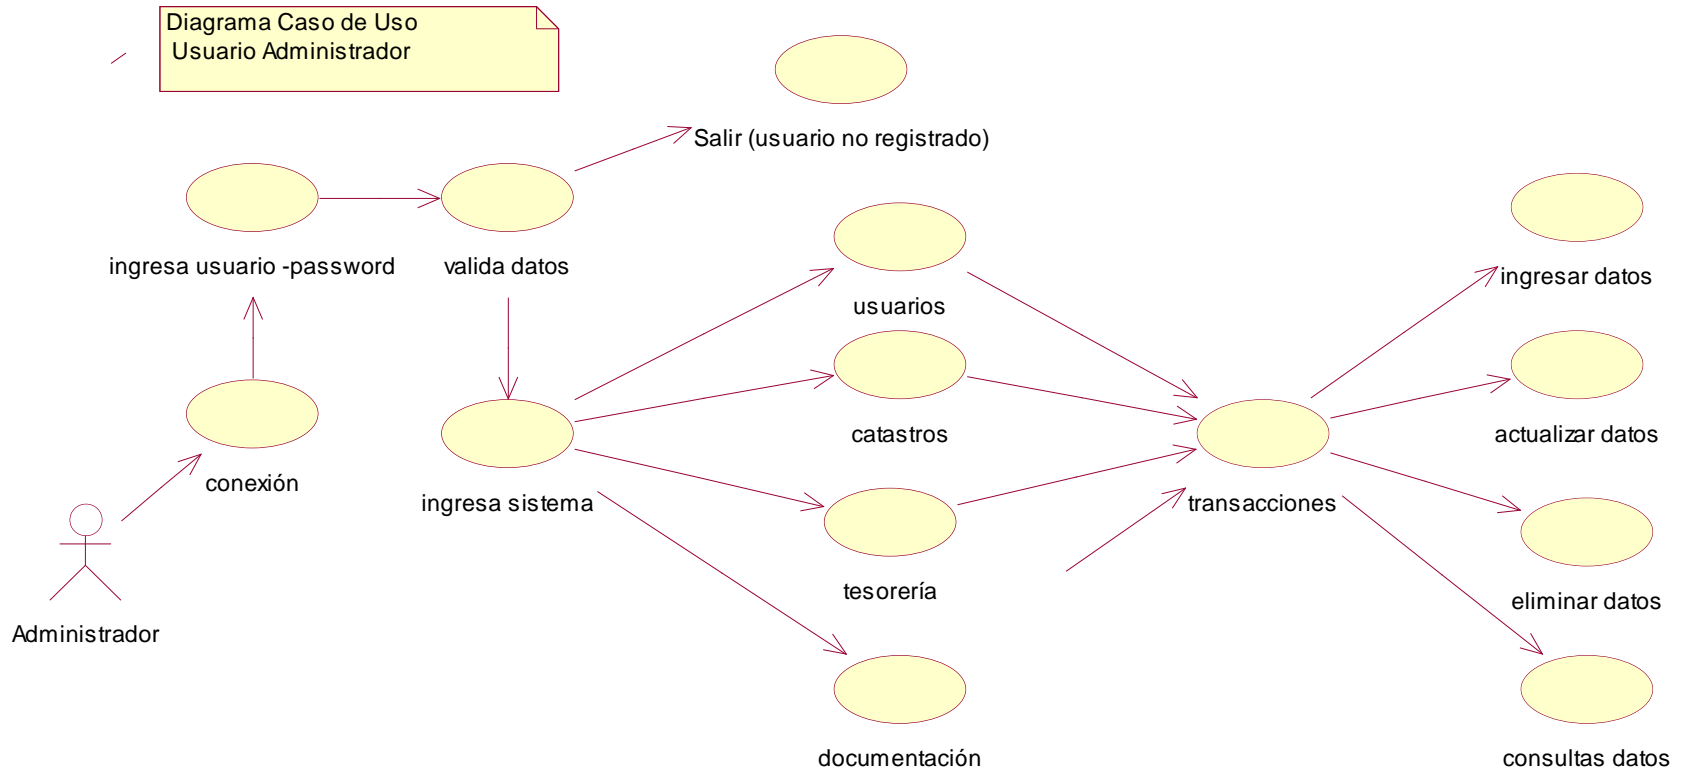 Diagrama Caso de Uso
Usuario Administrador
Salir (usuario no registrado)
ingresa usuario -password
valida datos
usuarios
ingresar datos
catastros
actualizar datos
conexión
ingresa sistema
transacciones
tesorería
eliminar datos
Administrador
documentación
consultas datos